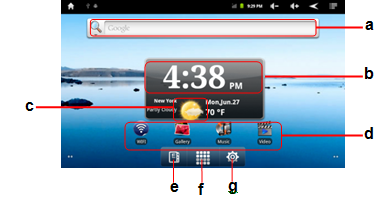 9:29 PM
Google
a
4:38 PM
b
c
New York
Mon,Jun.27
Partly Cloudy
70 °F
d
WIFI Gallery Music Video
e f g